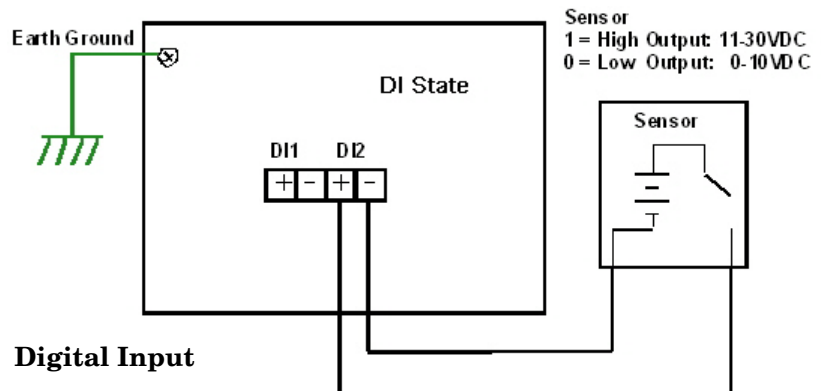 Sensor
1 = High Output: 11-30VDC
0 = Low Output: 0-10VDC
Earth Ground
DI State
Sensor
DI1 DI2
+ - + -
Digital Input